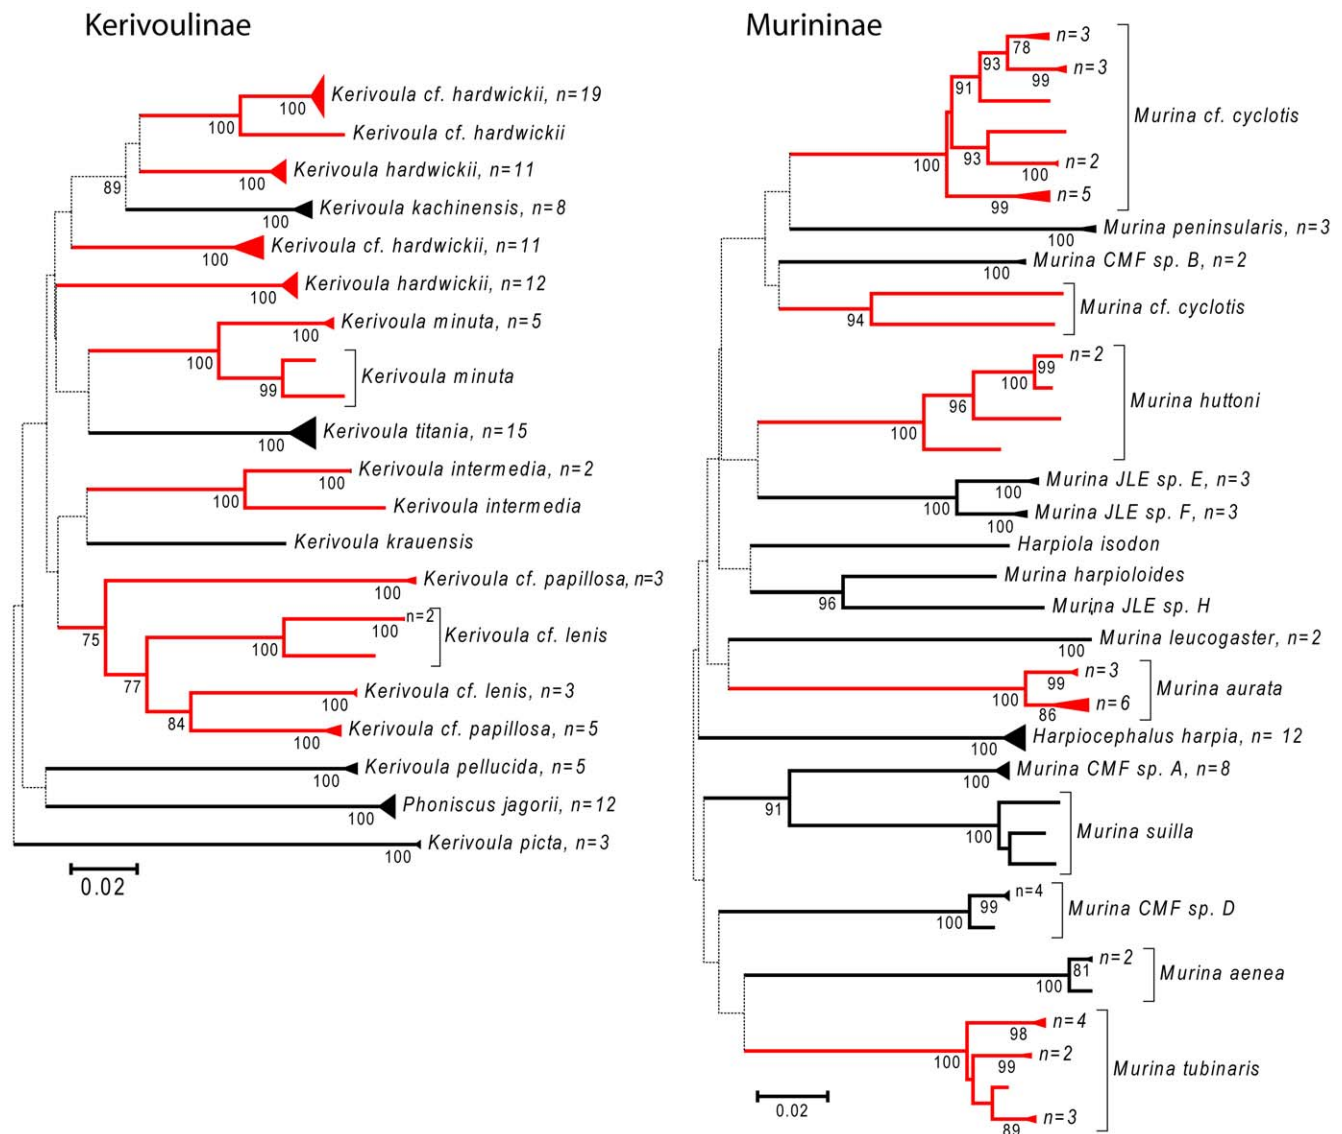 Kerivoulinae
Kerivoula cf. hardwickii, n=19
100
100
Kerivoula cf. hardwickii
Kerivoula hardwickii, n=11
100
89
Kerivoula kachinensis, n=8
100
Kerivoula cf. hardwickii, n=11
100
Kerivoula hardwickii, n=12
100
Kerivoula minuta, n=5
100
100
Kerivoula minuta
99
Kerivoula titania, n=15
100
Kerivoula intermedia, n=2
100
100
Kerivoula intermedia
Kerivoula krauensis
Kerivoula cf. papillosa, n=3
100
n=2
100
75
100
Kerivoula cf. lenis
77
Kerivoula cf. lenis, n=3
100
84
Kerivoula cf. papillosa, n=5
100
Kerivoula pellucida, n=5
100
Phoniscus jagorii, n=12
100
Kerivoula picta, n=3
100
0.02
Murininae
n=3
78
93
n=3
99
91
Murina cf. cyclotis
100
93
n=2
100
n=5
99
Murina peninsularis, n=3
100
Murina CMF sp. B, n=2
100
Murina cf. cyclotis
94
n=2
99
100
96
Murina huttoni
100
Murina JLE sp. E, n=3
100
100
Murina JLE sp. F, n=3
100
Harpiola isodon
Murina harpioloides
96
Murina JLE sp. H
Murina leucogaster, n=2
100
n=3
99
100
Murina aurata
n=6
86
Harpiocephalus harpia, n= 12
100
Murina CMF sp. A, n=8
100
91
100
Murina suilla
n=4
99
100
Murina CMF sp. D
n=2
81
100
Murina aenea
n=4
98
100
n=2
99
Murina tubinaris
n=3
89
0.02